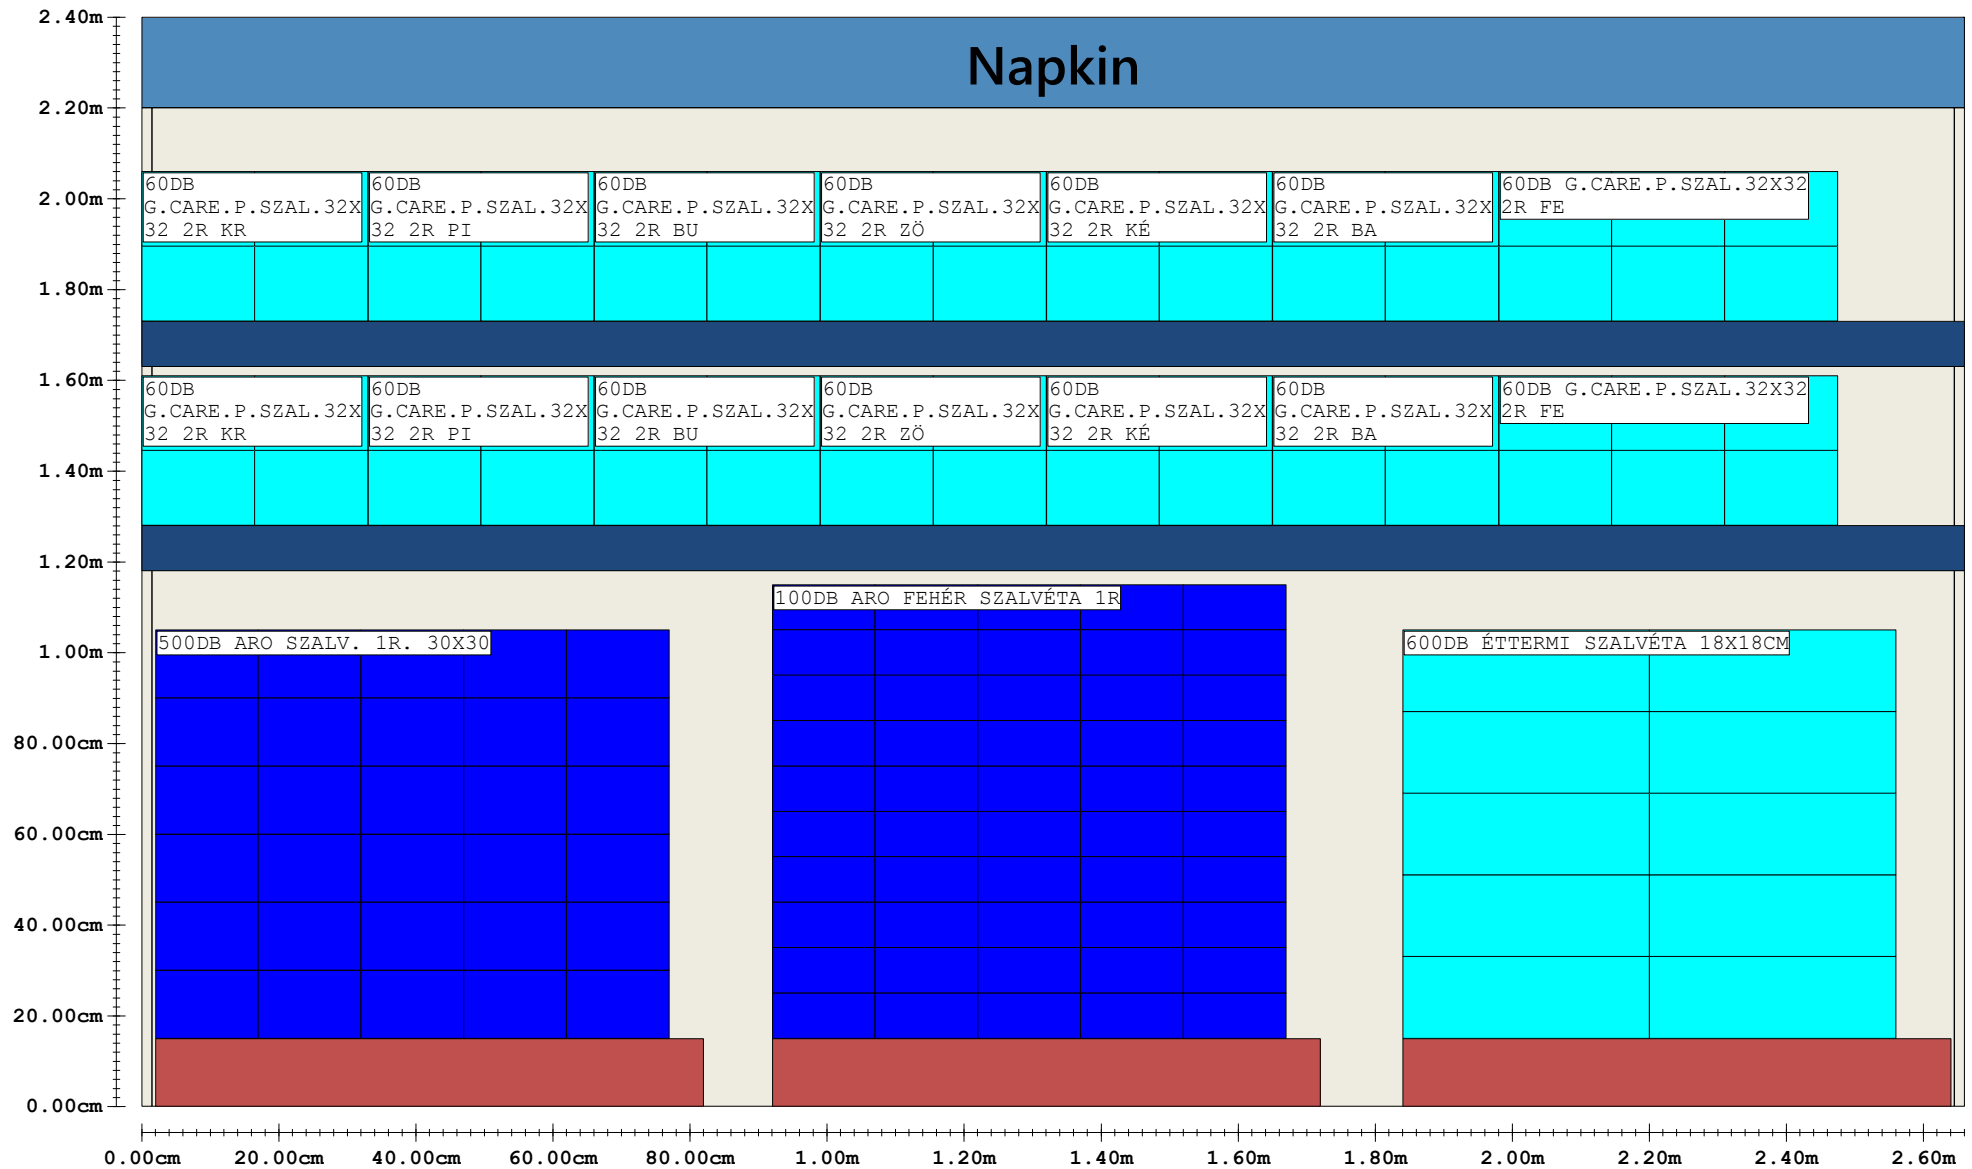 Napkin
2.40m
2.20m
2.00m
1.80m
1.60m
1.40m
1.20m
1.00m
80.00cm
60.00cm
40.00cm
20.00cm
0.00cm
60DB
G.CARE.P.SZAL.32X
32 2R KR
60DB
G.CARE.P.SZAL.32X
32 2R PI
60DB
G.CARE.P.SZAL.32X
32 2R BU
60DB
G.CARE.P.SZAL.32X
32 2R ZÖ
60DB
G.CARE.P.SZAL.32X
32 2R KÉ
60DB
G.CARE.P.SZAL.32X
32 2R BA
60DB G.CARE.P.SZAL.32X32
2R FE
60DB
G.CARE.P.SZAL.32X
32 2R KR
60DB
G.CARE.P.SZAL.32X
32 2R PI
60DB
G.CARE.P.SZAL.32X
32 2R BU
60DB
G.CARE.P.SZAL.32X
32 2R ZÖ
60DB
G.CARE.P.SZAL.32X
32 2R KÉ
60DB
G.CARE.P.SZAL.32X
32 2R BA
60DB G.CARE.P.SZAL.32X32
2R FE
500DB ARO SZALV. 1R. 30X30
100DB ARO FEHÉR SZALVÉTA 1R
600DB ÉTTERMI SZALVÉTA 18X18CM
0.00cm
20.00cm
40.00cm
60.00cm
80.00cm
1.00m
1.20m
1.40m
1.60m
1.80m
2.00m
2.20m
2.40m
2.60m